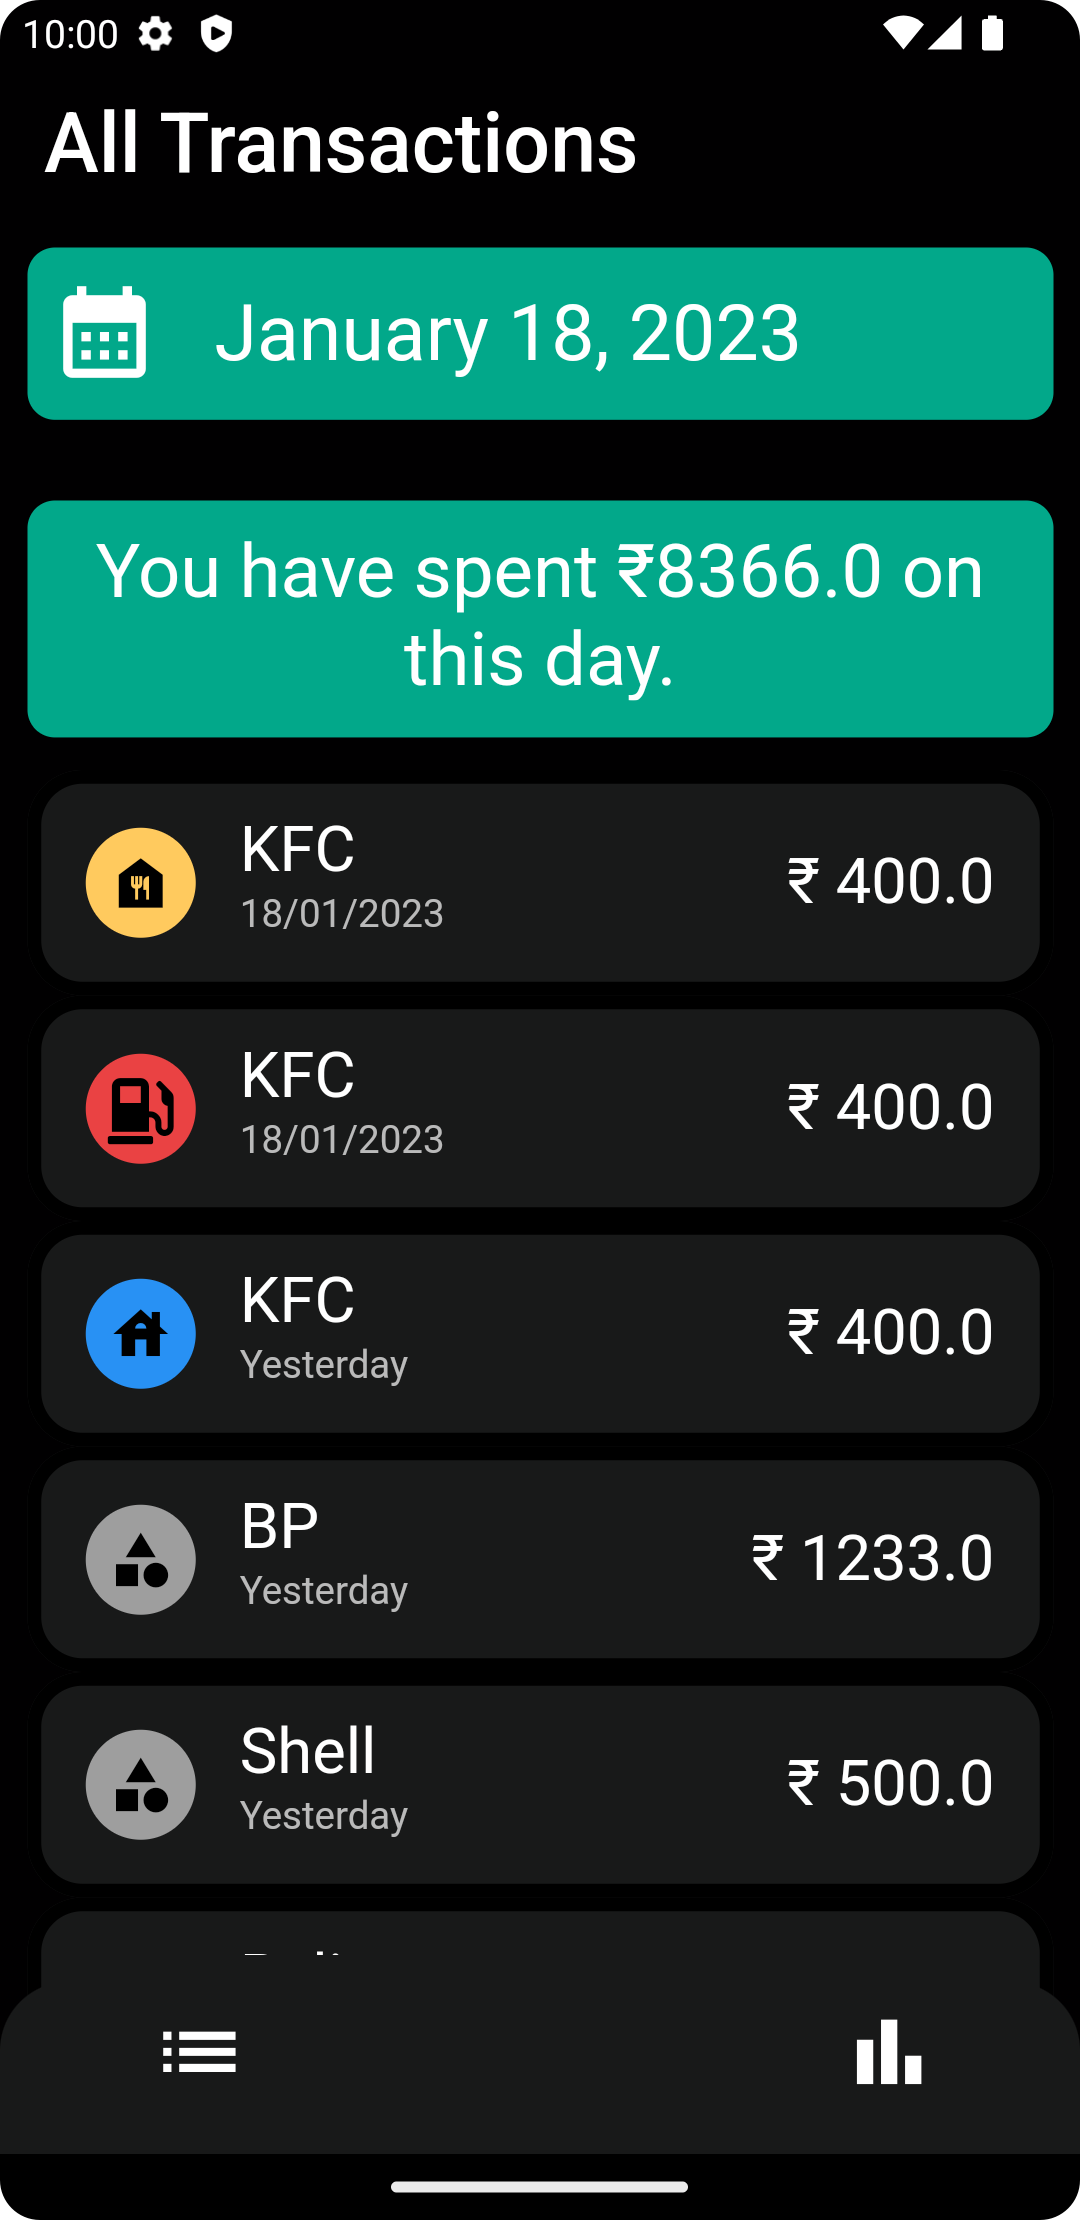 10:00
All Transactions
January 18, 2023
You have spent ₹8366.0 on
this day.
KFC
18/01/2023
₹ 400.0
KFC
18/01/2023
₹ 400.0
KFC
Yesterday
₹ 400.0
BP
Yesterday
₹ 1233.0
Shell
Yesterday
₹ 500.0